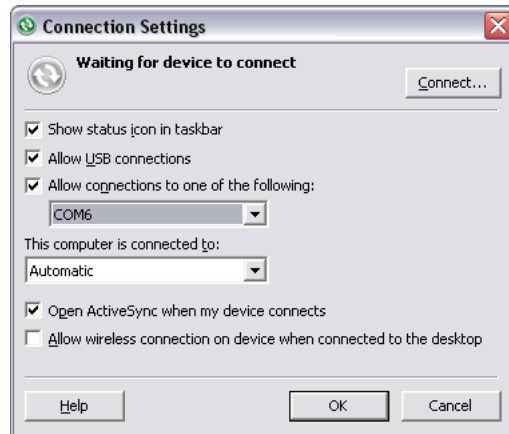 Connection Settings
Waiting for device to connect
Connect...
Show status icon in taskbar
Allow USB connections
Allow connections to one of the following:
COM6
This computer is connected to:
Automatic
Open ActiveSync when my device connects
Allow wireless connection on device when connected to the desktop
Help OK Cancel